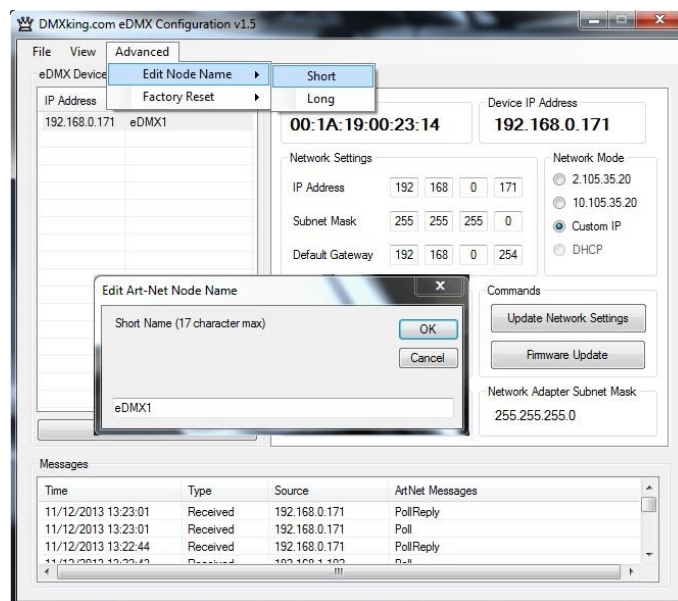 DMXking.com eDMX Configuration v1.5
File View Advanced
Edit Node Name
Factory Reset
Short
Long
eDMX Device
IP Address
192.168.0.171 eDMX1
00:1A:19:00:23:14
Device IP Address
192.168.0.171
Network Settings
IP Address 192 168 0 171
Subnet Mask 255 255 255 0
Default Gateway 192 168 0 254
Network Mode
2.105.35.20
10.105.35.20
Custom IP
DHCP
Edit Art-Net Node Name
Short Name (17 character max)
OK
Cancel
eDMX1
Commands
Update Network Settings
Firmware Update
Network Adapter Subnet Mask
255.255.255.0
Messages
Time Type Source ArtNet Messages
11/12/2013 13:23:01 Received 192.168.0.171 PollReply
11/12/2013 13:23:01 Received 192.168.0.171 Poll
11/12/2013 13:22:44 Received 192.168.0.171 PollReply